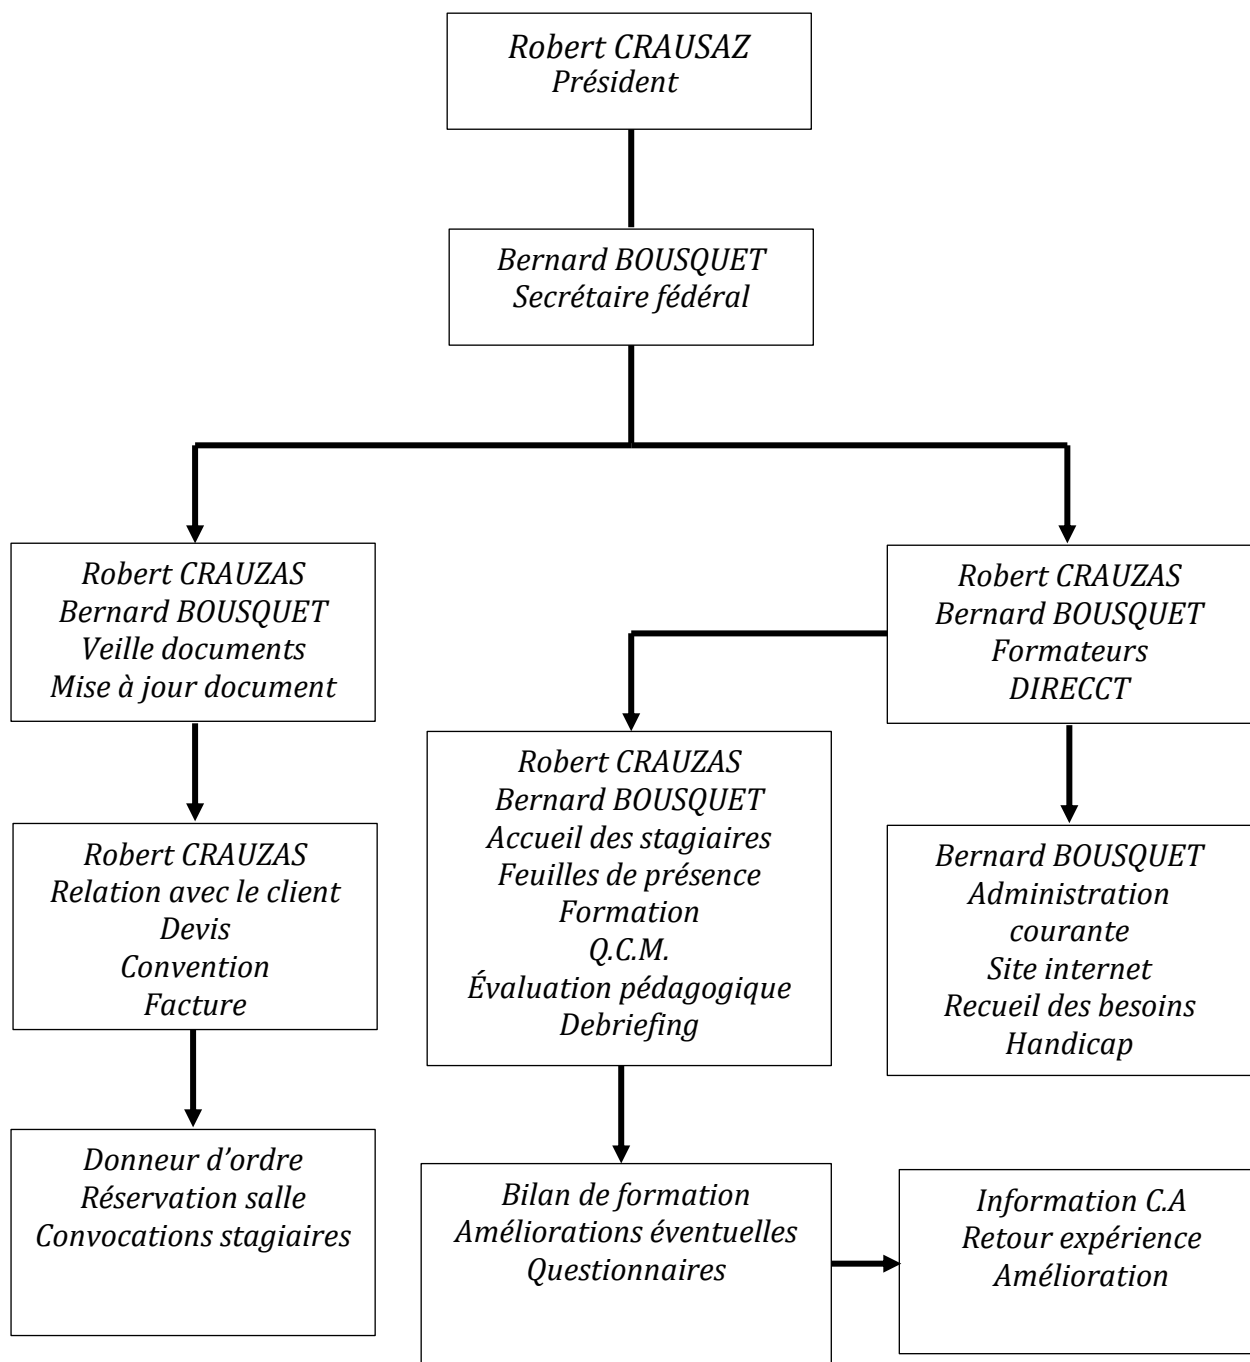 Robert CRAUSAZ
Président
Bernard BOUSQUET
Secrétaire fédéral
Robert CRAUZAS
Bernard BOUSQUET
Veille documents
Mise à jour document
Robert CRAUZAS
Bernard BOUSQUET
Formateurs
DIRECCT
Robert CRAUZAS
Bernard BOUSQUET
Accueil des stagiaires
Feuilles de présence
Formation
Q.C.M.
Évaluation pédagogique
Debriefing
Robert CRAUZAS
Relation avec le client
Devis
Convention
Facture
Bernard BOUSQUET
Administration
courante
Site internet
Recueil des besoins
Handicap
Donneur d’ordre
Réservation salle
Convocations stagiaires
Bilan de formation
Améliorations éventuelles
Questionnaires
Information C.A
Retour expérience
Amélioration